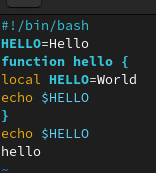 #!/bin/bash
HELLO=Hello
function hello {
local HELLO=World
echo $HELLO
}
echo $HELLO
hello
~